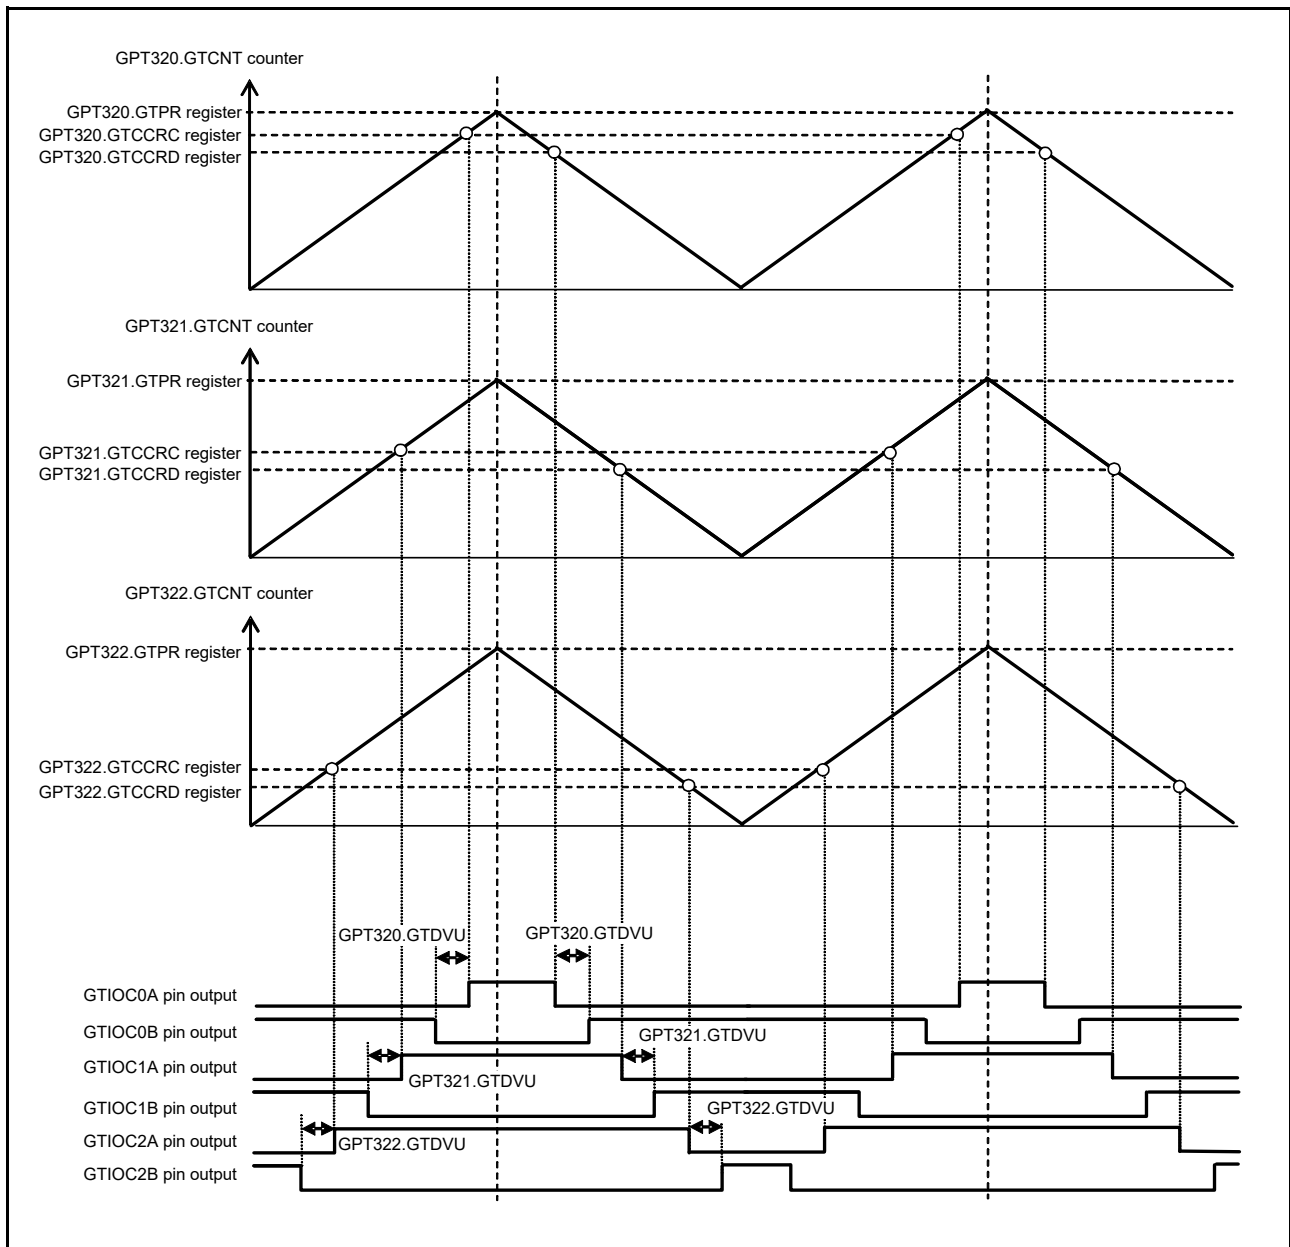 GPT320.GTCNT counter
GPT320.GTPR register
GPT320.GTCCRC register
GPT320.GTCCRD register
GPT321.GTCNT counter
GPT321.GTPR register
GPT321.GTCCRC register
GPT321.GTCCRD register
GPT322.GTCNT counter
GPT322.GTPR register
GPT322.GTCCRC register
GPT322.GTCCRD register
GPT320.GTDVU
GPT320.GTDVU
GTIOC0A pin output
GTIOC0B pin output
GPT321.GTDVU
GTIOC1A pin output
GPT321.GTDVU
GTIOC1B pin output
GPT322.GTDVU
GTIOC2A pin output
GPT322.GTDVU
GTIOC2B pin output